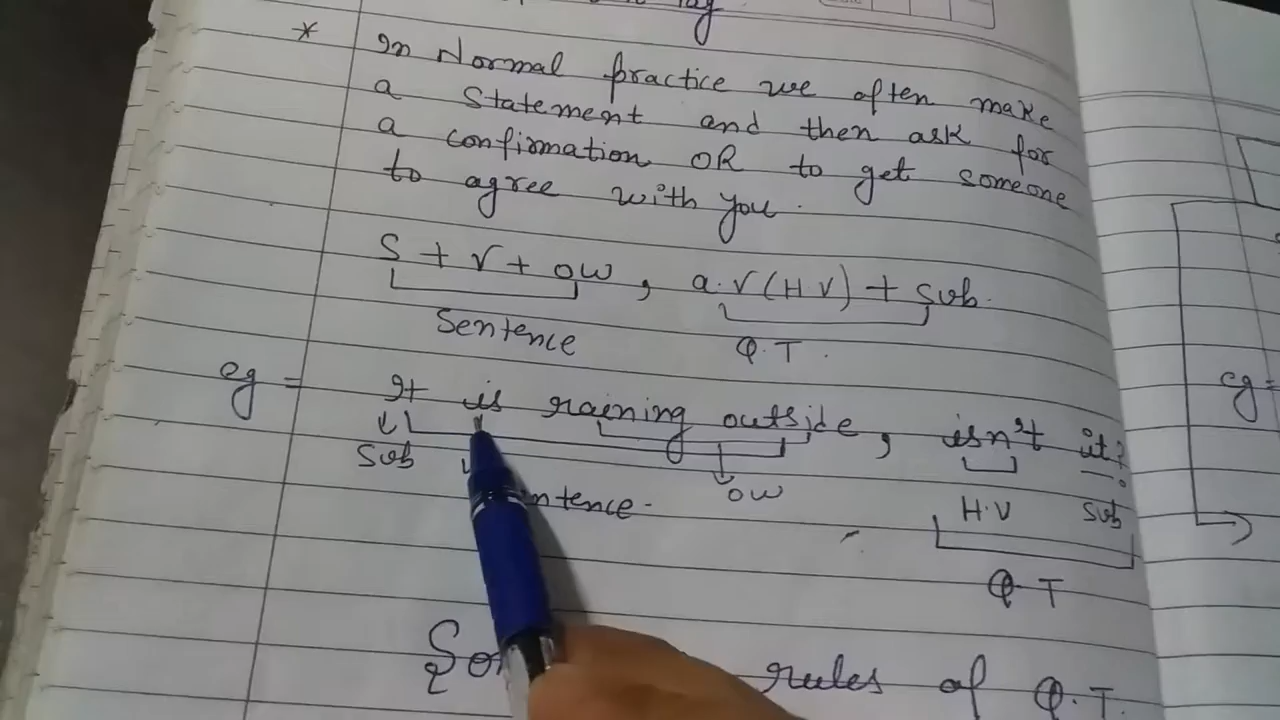 * In Normal practice we often make
a statement and then ask for
a confirmation OR to get someone
to agree with you.
S + V + OW, a.V(HV) + Sub.
Sentence Q.T.
eg = It is raining outside, isn't it?
Sub OW H.V Sub
Q.T
rules of Q.T.
eg =